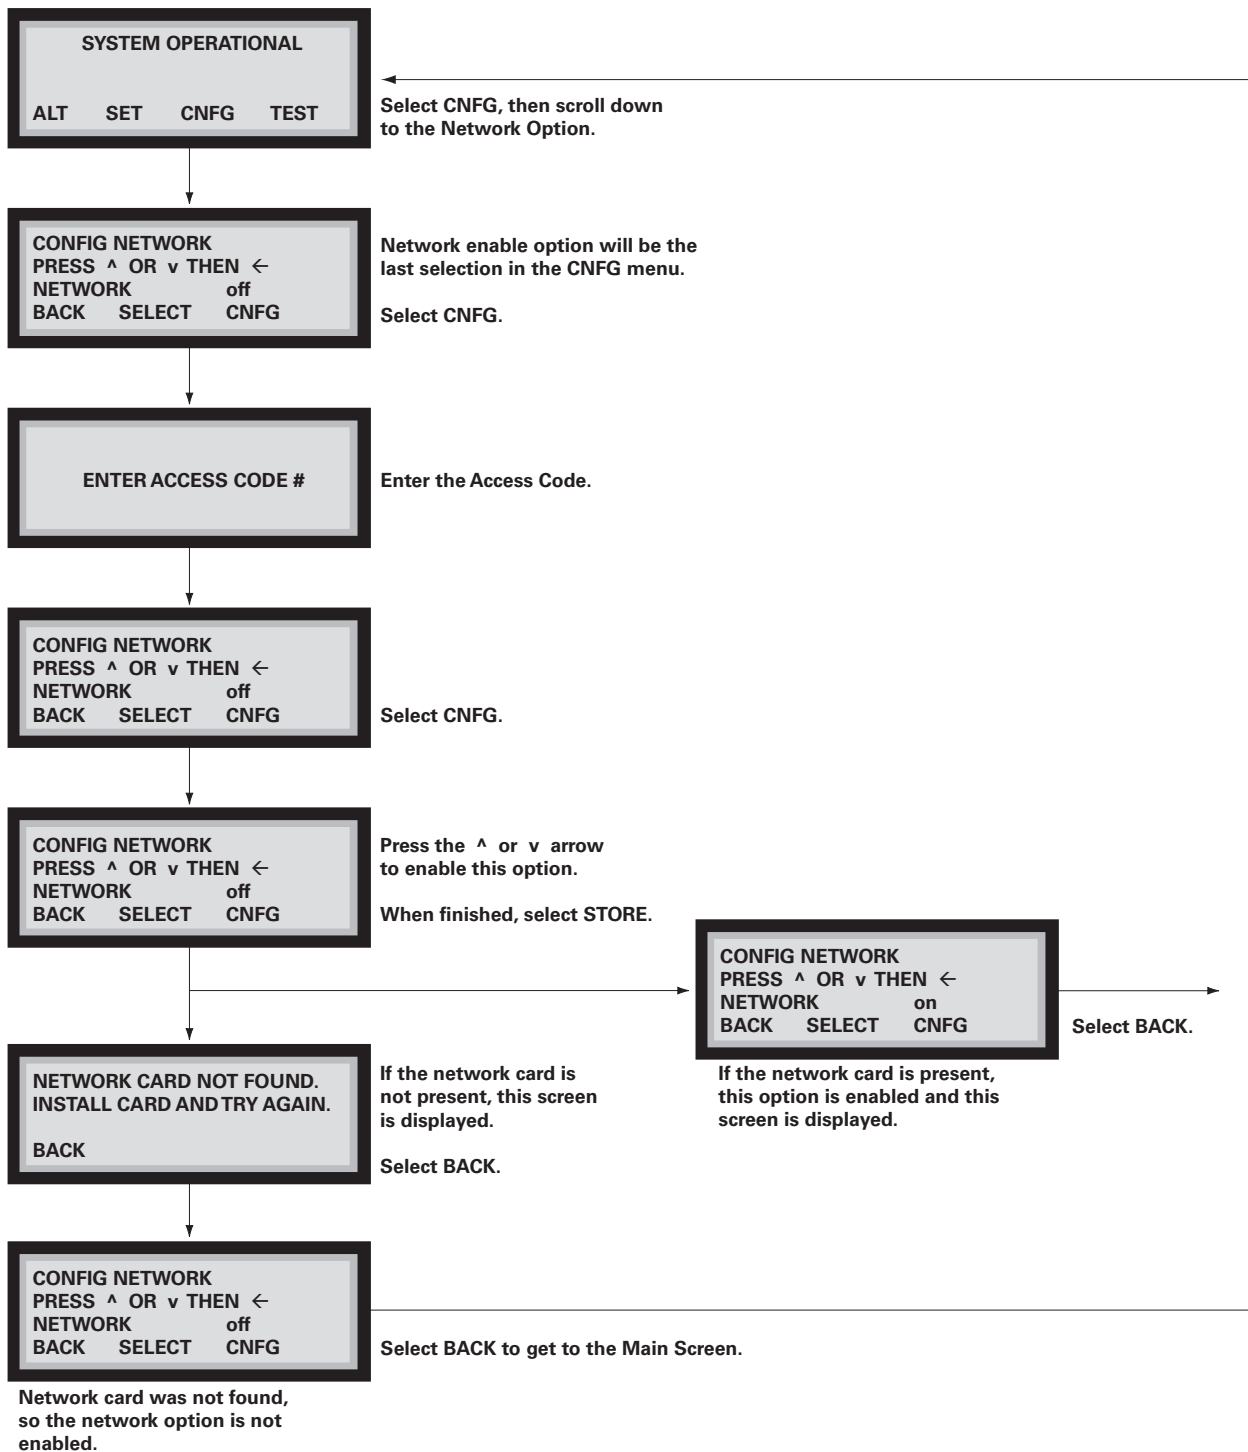 SYSTEM OPERATIONAL
ALT SET CNFG TEST
Select CNFG, then scroll down
to the Network Option.
CONFIG NETWORK
PRESS ^ OR v THEN ←
NETWORK off
BACK SELECT CNFG
Network enable option will be the
last selection in the CNFG menu.
Select CNFG.
ENTER ACCESS CODE #
Enter the Access Code.
CONFIG NETWORK
PRESS ^ OR v THEN ←
NETWORK off
BACK SELECT CNFG
Select CNFG.
CONFIG NETWORK
PRESS ^ OR v THEN ←
NETWORK off
BACK SELECT CNFG
Press the ^ or v arrow
to enable this option.
When finished, select STORE.
CONFIG NETWORK
PRESS ^ OR v THEN ←
NETWORK on
BACK SELECT CNFG
Select BACK.
If the network card is present,
this option is enabled and this
screen is displayed.
NETWORK CARD NOT FOUND.
INSTALL CARD AND TRY AGAIN.
BACK
If the network card is
not present, this screen
is displayed.
Select BACK.
CONFIG NETWORK
PRESS ^ OR v THEN ←
NETWORK off
BACK SELECT CNFG
Select BACK to get to the Main Screen.
Network card was not found,
so the network option is not
enabled.